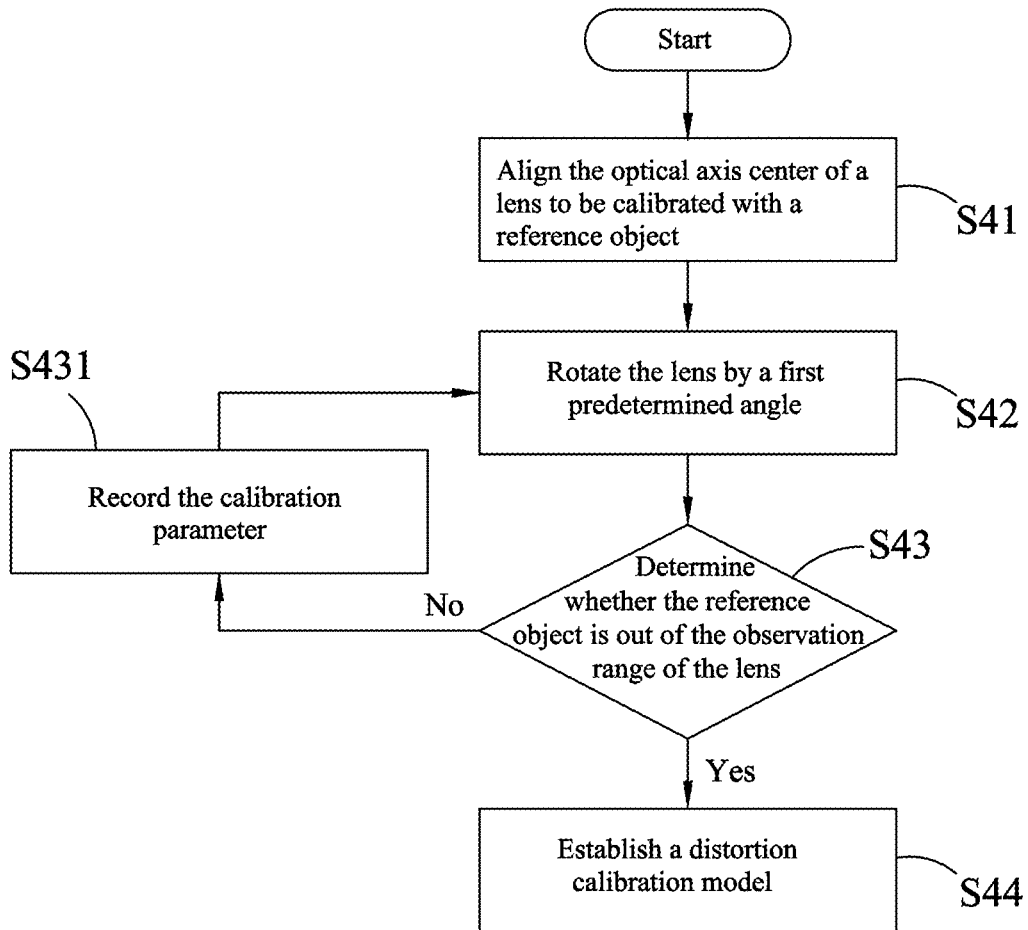 Start
Align the optical axis center of a
lens to be calibrated with a
reference object
S41
Rotate the lens by a first
predetermined angle
S42
S431
Record the calibration
parameter
S43
Determine
whether the reference
object is out of the observation
range of the lens
No
Yes
Establish a distortion
calibration model
S44